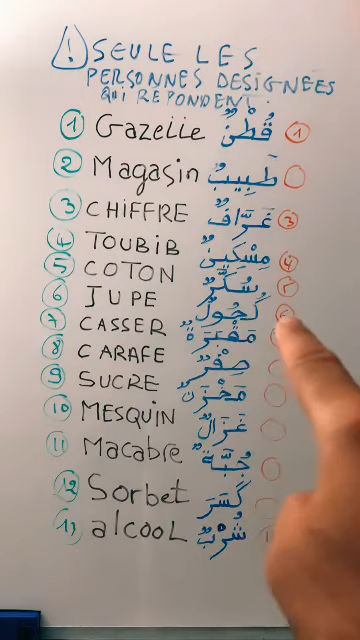 ! SEULE LES
PERSONNES DESIGNÉES
QUI REPONDENT.
1 Gazelle قُطْنٌ 1
2 Magasin طَبِيبٌ
3 CHIFFRE غَرَّافٌ 3
4 TOUBIB مِسْكِينٌ 4
5 COTON سُكَّرٌ 5
6 JUPE كُحُولٌ 6
7 CASSER مَقْبَرَةٌ
8 CARAFE صِفْرٌ
9 SUCRE مَخْزَنٌ
10 MESQUIN غَزَالٌ
11 Macabre جُبَّةٌ
12 Sorbet كَسَرَ
13 alcool شُرْبٌ